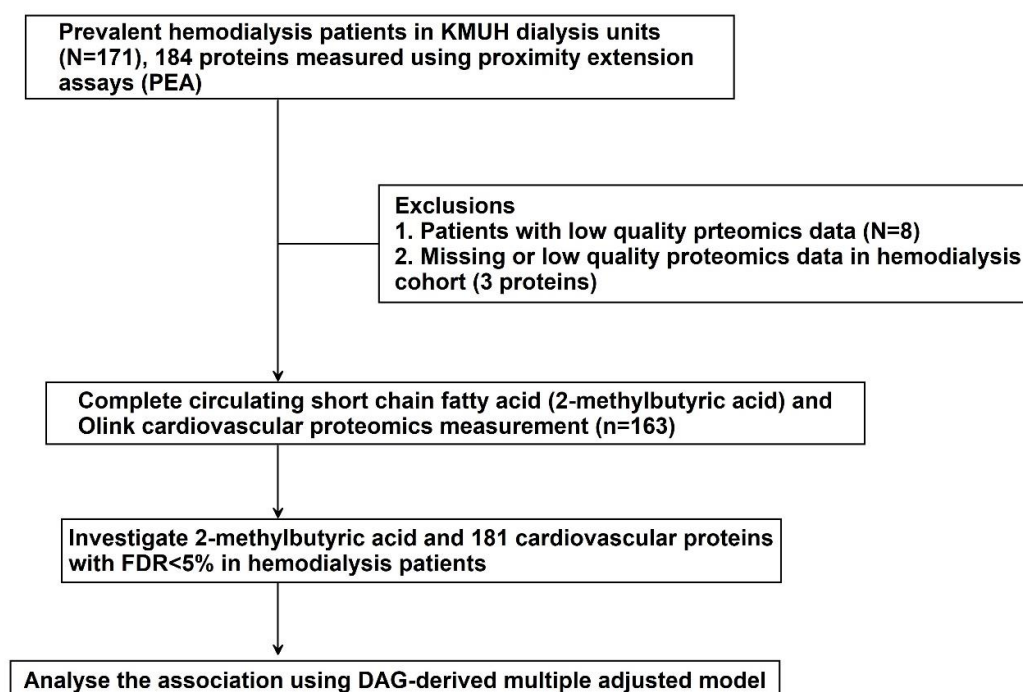 Prevalent hemodialysis patients in KMUH dialysis units
(N=171), 184 proteins measured using proximity extension
assays (PEA)
Exclusions
1. Patients with low quality prteomics data (N=8)
2. Missing or low quality proteomics data in hemodialysis
cohort (3 proteins)
Complete circulating short chain fatty acid (2-methylbutyric acid) and
Olink cardiovascular proteomics measurement (n=163)
Investigate 2-methylbutyric acid and 181 cardiovascular proteins
with FDR<5% in hemodialysis patients
Analyse the association using DAG-derived multiple adjusted model